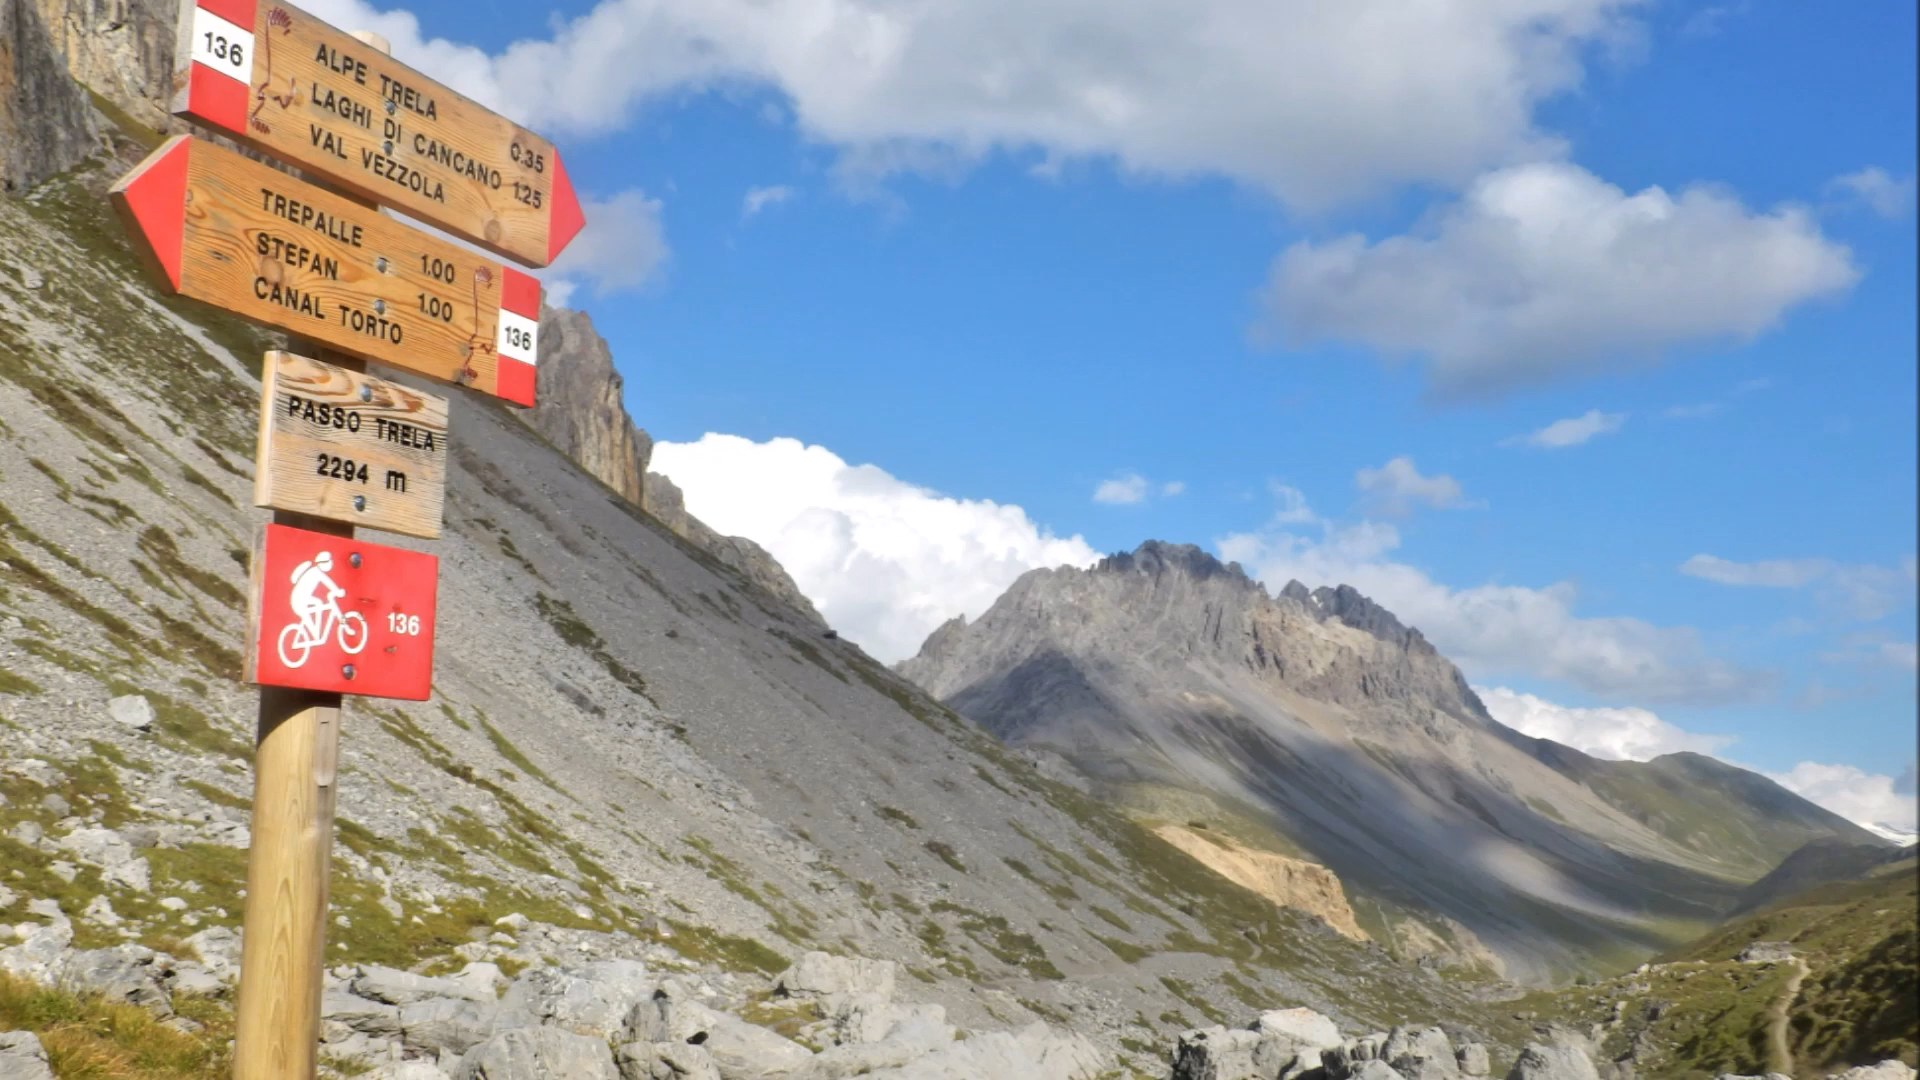 136
ALPE TRELA 0.35
LAGHI DI CANCANO 1.25
VAL VEZZOLA
TREPALLE 1.00
STEFAN 1.00
CANAL TORTO
136
PASSO TRELA
2294 m
136